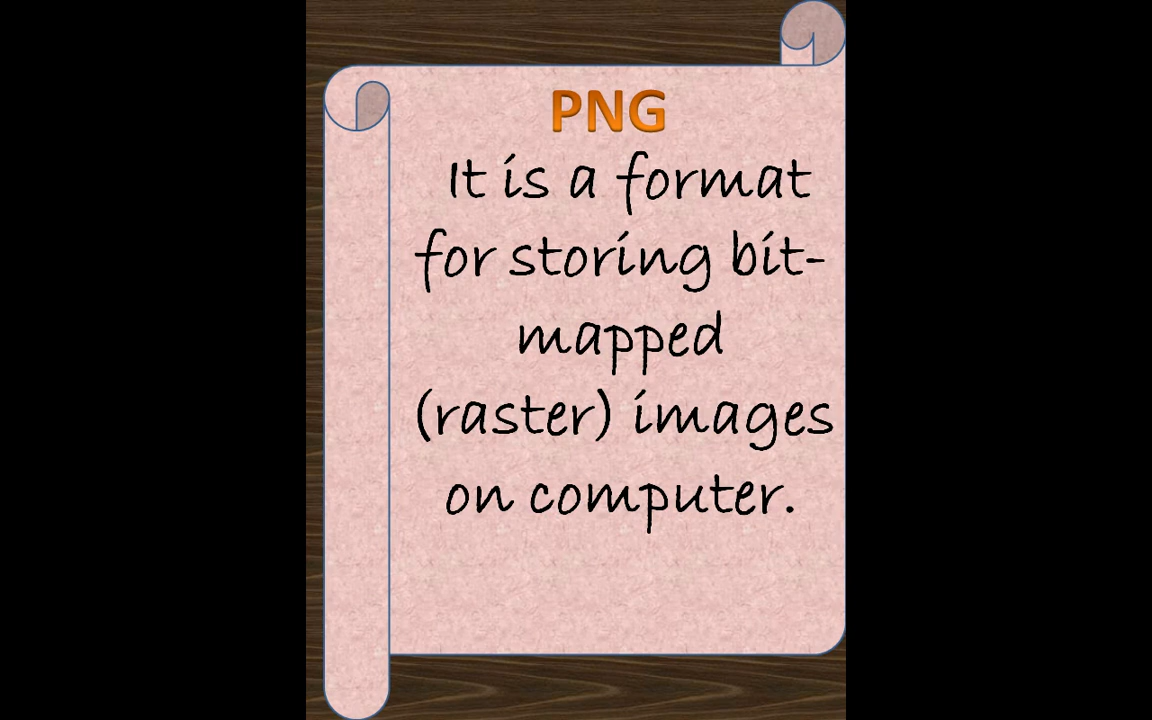 PNG
It is a format
for storing bit-
mapped
(raster) images
on computer.